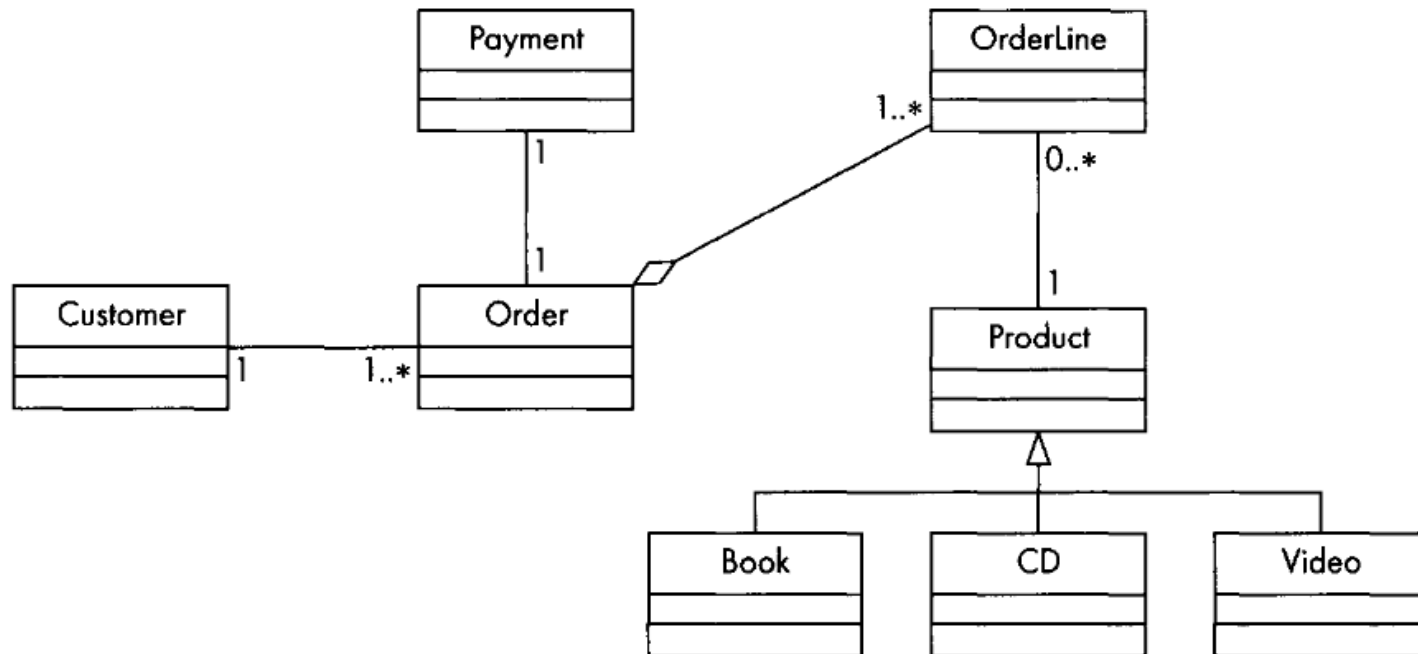 Payment
OrderLine
1..*
1
0..*
1
1
Customer
Order
Product
1
1..*
Book
CD
Video